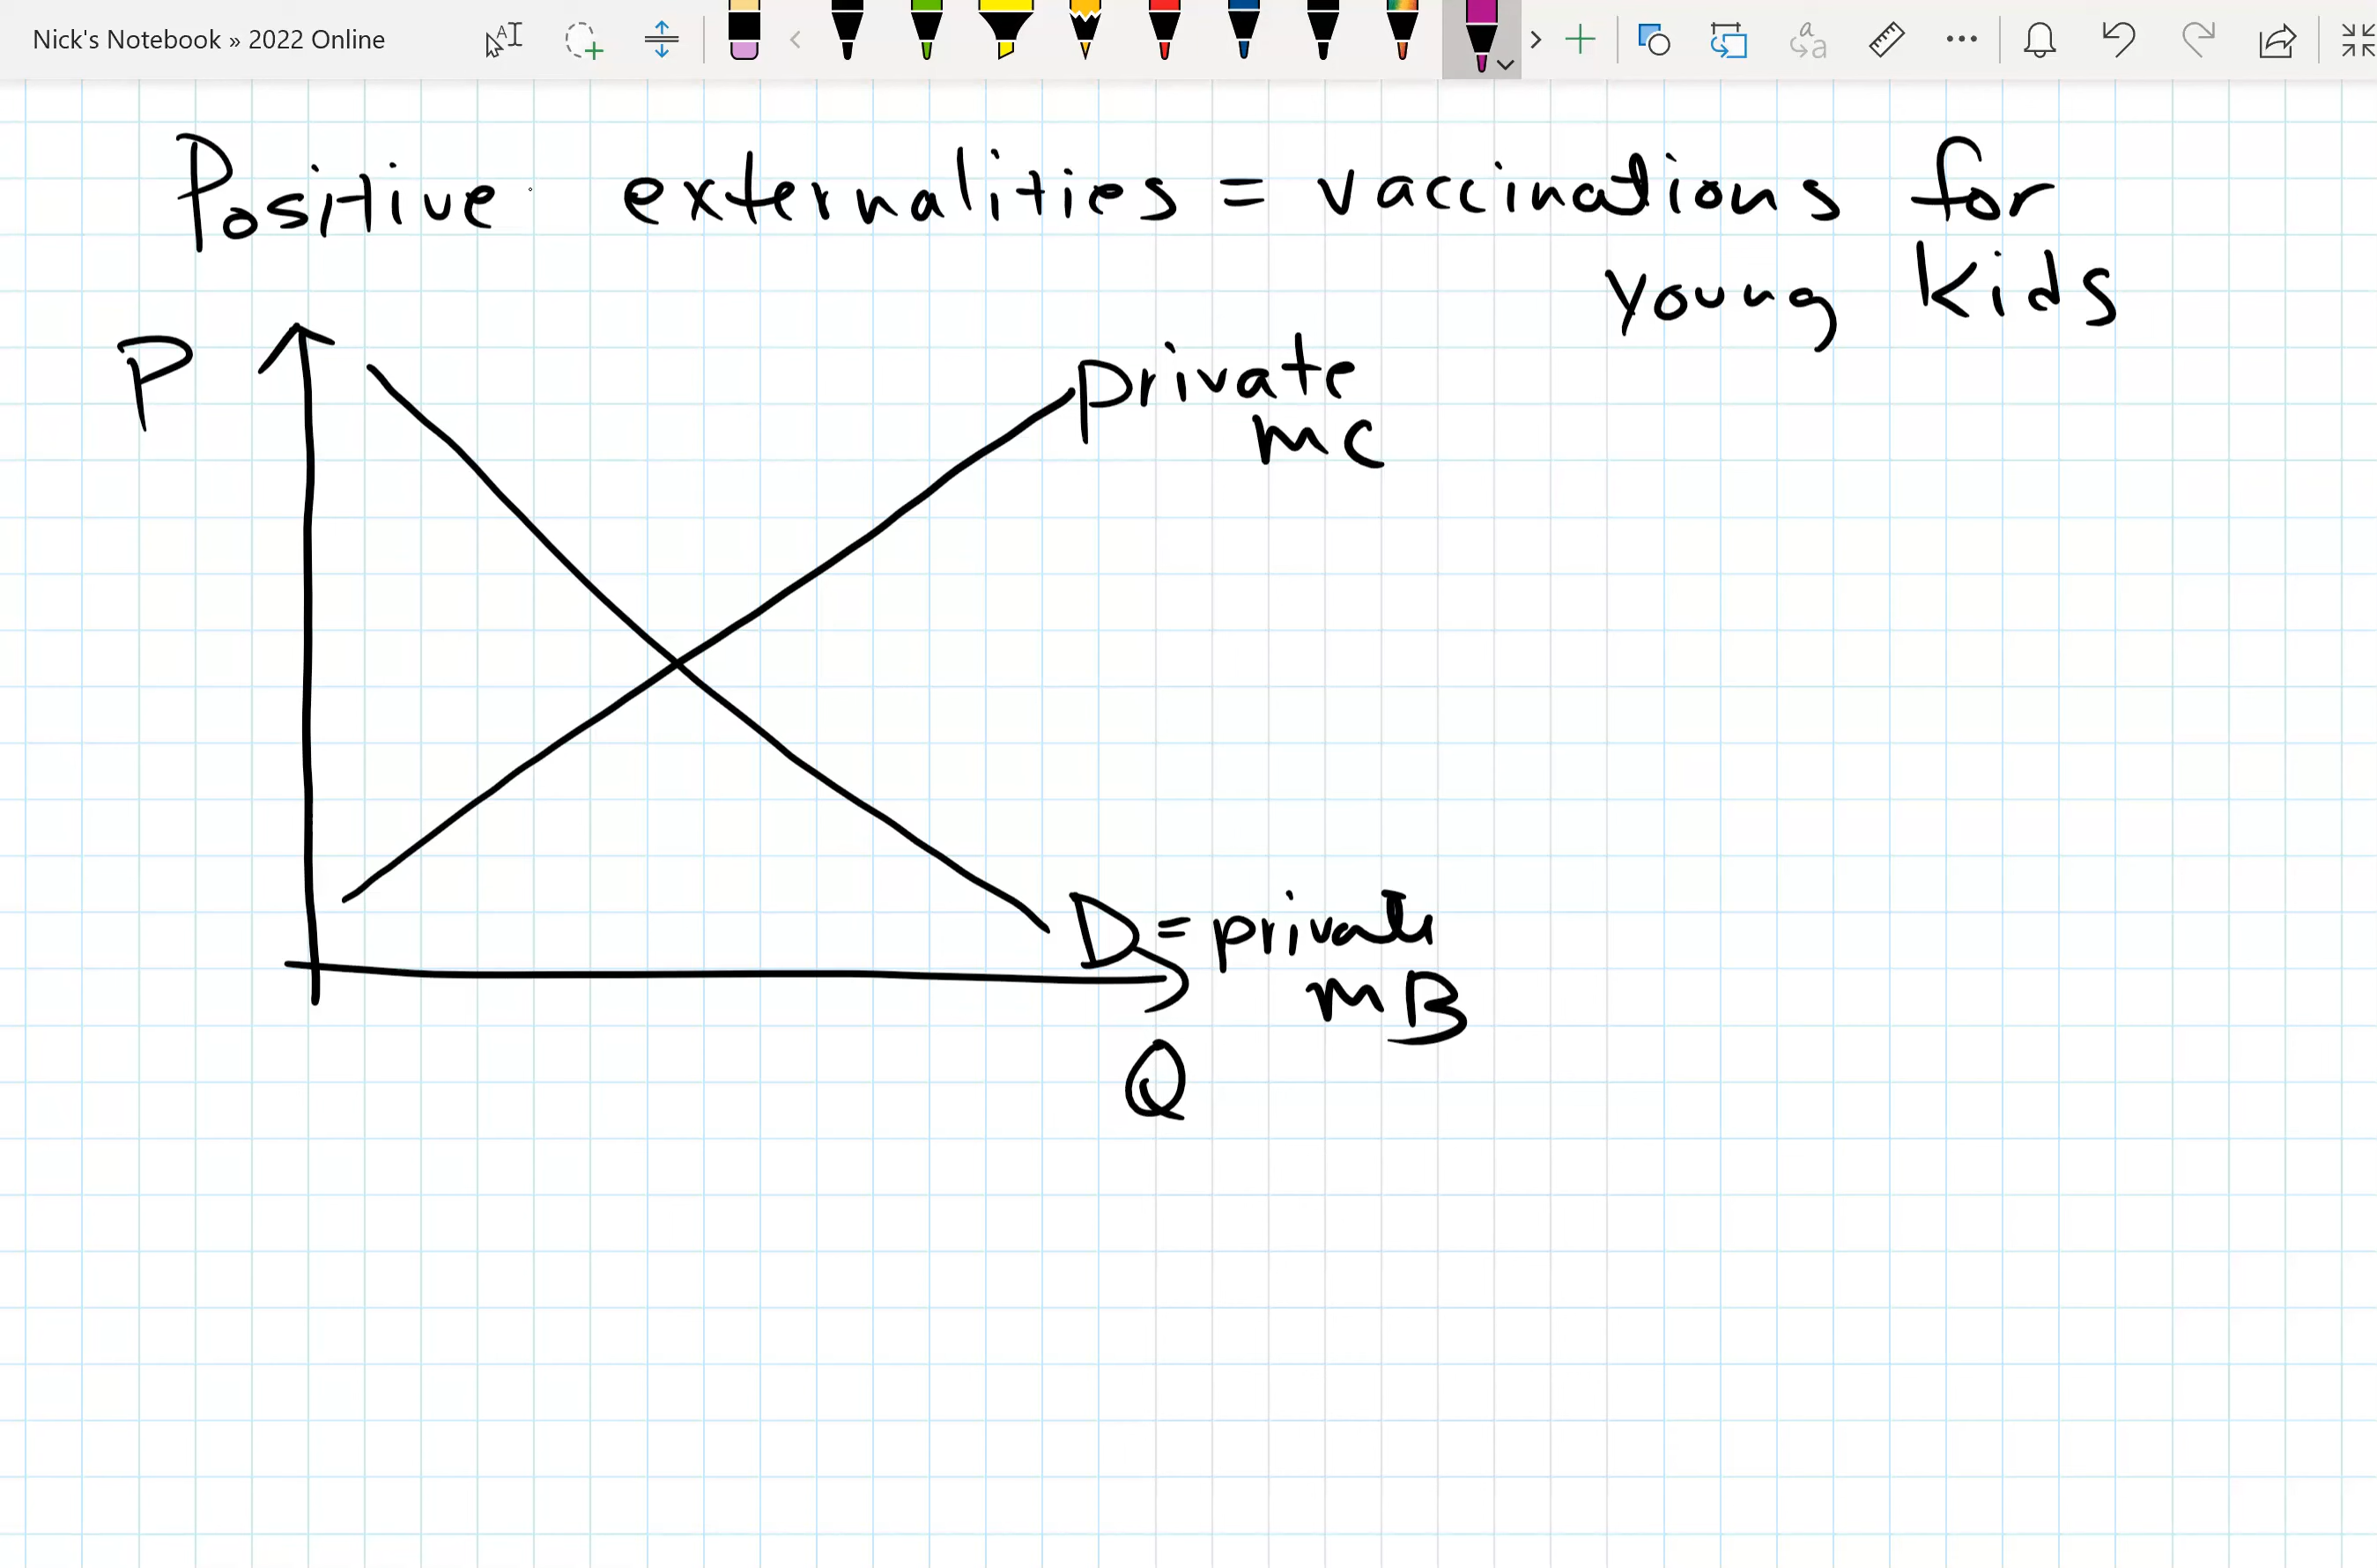 Nick's Notebook » 2022 Online
Positive externalities = vaccinations for
young kids
P
private
mc
D = private
mB
Q